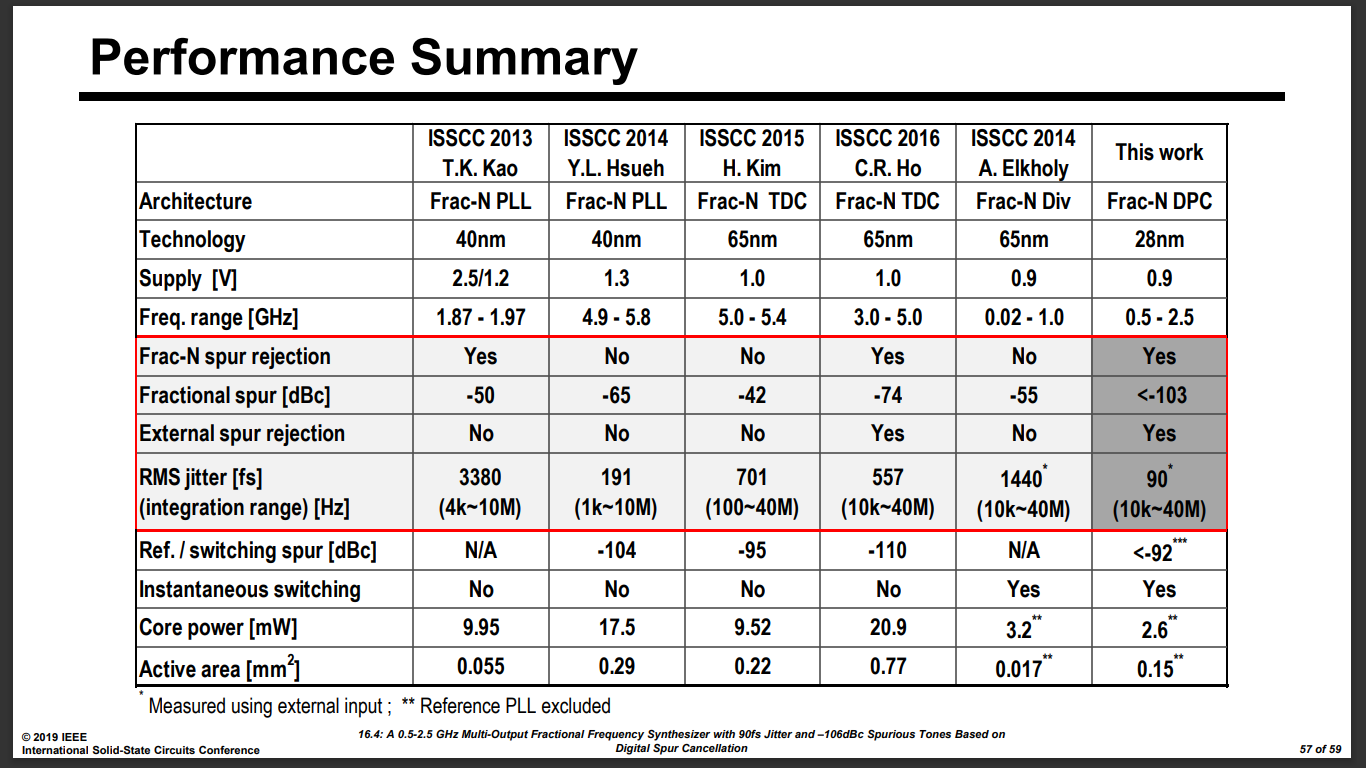 Performance Summary
ISSCC 2013 ISSCC 2014 ISSCC 2015 ISSCC 2016 ISSCC 2014 This work
T.K. Kao Y.L. Hsueh H. Kim C.R. Ho A. Elkholy
Architecture Frac-N PLL Frac-N PLL Frac-N TDC Frac-N TDC Frac-N Div Frac-N DPC
Technology 40nm 40nm 65nm 65nm 65nm 28nm
Supply [V] 2.5/1.2 1.3 1.0 1.0 0.9 0.9
Freq. range [GHz] 1.87 - 1.97 4.9 - 5.8 5.0 - 5.4 3.0 - 5.0 0.02 - 1.0 0.5 - 2.5
Frac-N spur rejection Yes No No Yes No Yes
Fractional spur [dBc] -50 -65 -42 -74 -55 <-103
External spur rejection No No No Yes No Yes
RMS jitter [fs] 3380 191 701 557 1440* 90*
(integration range) [Hz] (4k~10M) (1k~10M) (100~40M) (10k~40M) (10k~40M) (10k~40M)
Ref. / switching spur [dBc] N/A -104 -95 -110 N/A <-92***
Instantaneous switching No No No No Yes Yes
Core power [mW] 9.95 17.5 9.52 20.9 3.2** 2.6**
Active area [mm2] 0.055 0.29 0.22 0.77 0.017** 0.15**
* Measured using external input ; ** Reference PLL excluded
© 2019 IEEE
International Solid-State Circuits Conference
16.4: A 0.5-2.5 GHz Multi-Output Fractional Frequency Synthesizer with 90fs Jitter and –106dBc Spurious Tones Based on
Digital Spur Cancellation
57 of 59